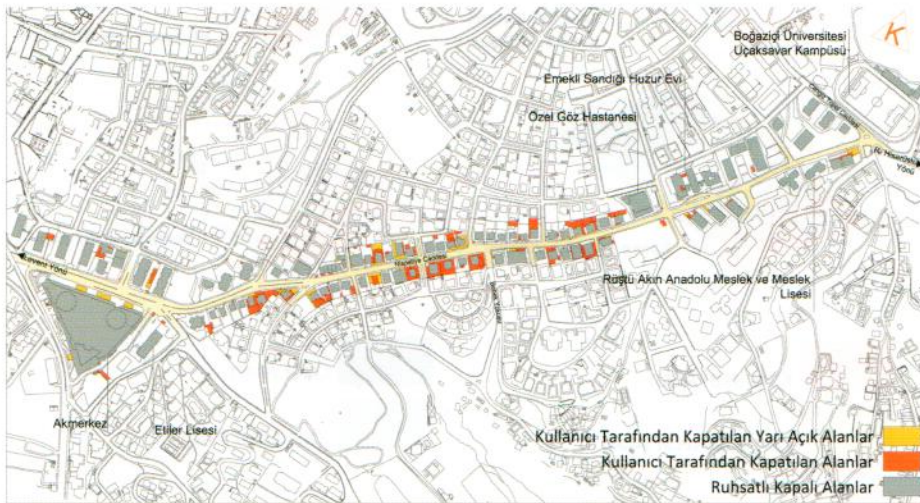 Boğaziçi Üniversitesi
Uçaksavar Kampüsü
K
Emekli Sandığı Huzur Evi
Özel Göz Hastanesi
Yönü
Levent Yönü
Nispetiye Caddesi
Rüştü Akın Anadolu Meslek ve Meslek
Lisesi
Akmerkez
Etiler Lisesi
Kullanıcı Tarafından Kapatılan Yarı Açık Alanlar
Kullanıcı Tarafından Kapatılan Alanlar
Ruhsatlı Kapalı Alanlar